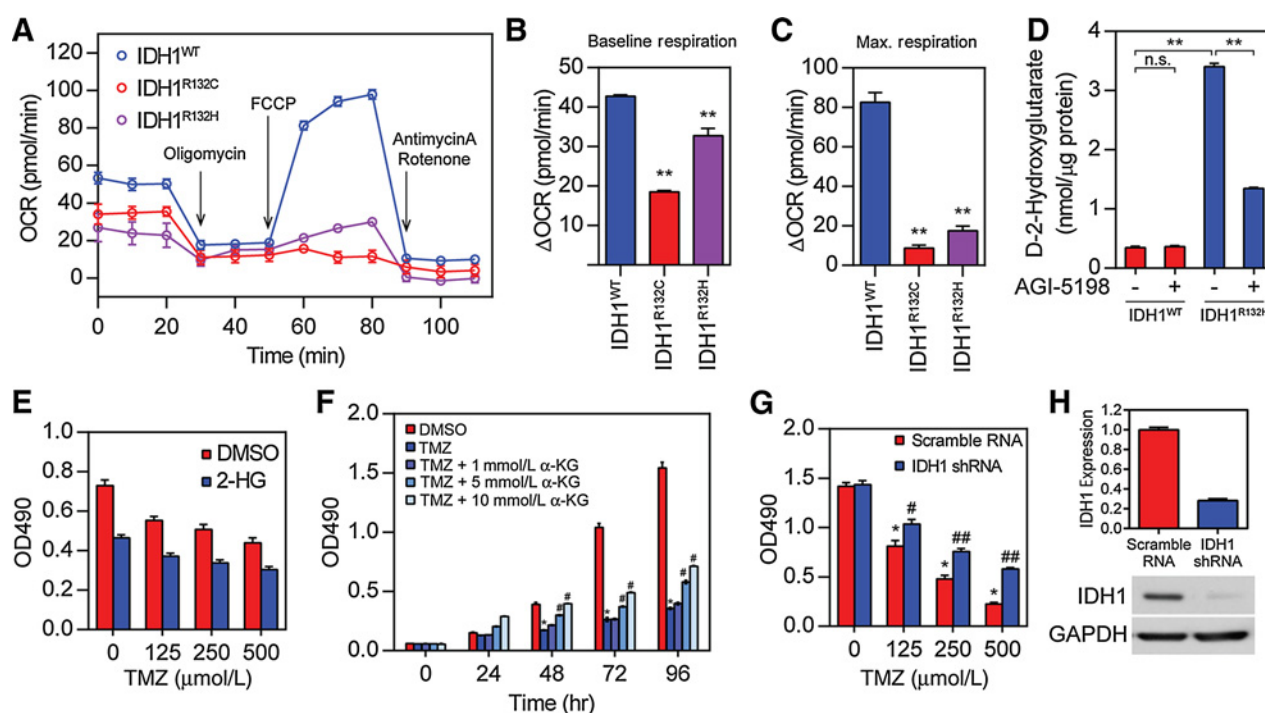 A
OCR (pmol/min)
120
100
80
60
40
20
0
IDH1WT
IDH1R132C
IDH1R132H
Oligomycin
FCCP
AntimycinA
Rotenone
0 20 40 60 80 100
Time (min)
B
Baseline respiration
ΔOCR (pmol/min)
50
40
30
20
10
0
**
**
IDH1WT
IDH1R132C
IDH1R132H
C
Max. respiration
ΔOCR (pmol/min)
100
80
60
40
20
0
**
**
IDH1WT
IDH1R132C
IDH1R132H
D
D-2-Hydroxyglutarate
(nmol/μg protein)
4
3
2
1
0
** **
n.s.
AGI-5198 - + - +
IDH1WT IDH1R132H
E
OD490
1.0
0.8
0.6
0.4
0.2
0.0
DMSO
2-HG
0 125 250 500
TMZ (μmol/L)
F
OD490
2.0
1.5
1.0
0.5
0.0
DMSO
TMZ
TMZ + 1 mmol/L α-KG
TMZ + 5 mmol/L α-KG
TMZ + 10 mmol/L α-KG
* # #
* # #
* # #
0 24 48 72 96
Time (hr)
G
OD490
2.0
1.5
1.0
0.5
0.0
Scramble RNA
IDH1 shRNA
* #
* ##
* ##
0 125 250 500
TMZ (μmol/L)
H
IDH1 Expression
1.2
1.0
0.8
0.6
0.4
0.2
0.0
Scramble
RNA
IDH1
shRNA
IDH1
GAPDH